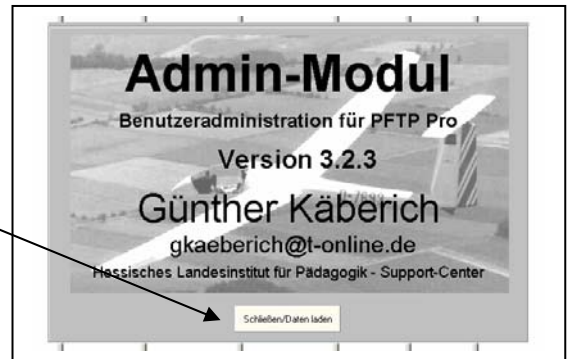 Admin-Modul
Benutzeradministration für PFTP Pro
Version 3.2.3
Günther Käberich
gkaeberich@t-online.de
Hessisches Landesinstitut für Pädagogik - Support-Center
Schließen/Daten laden